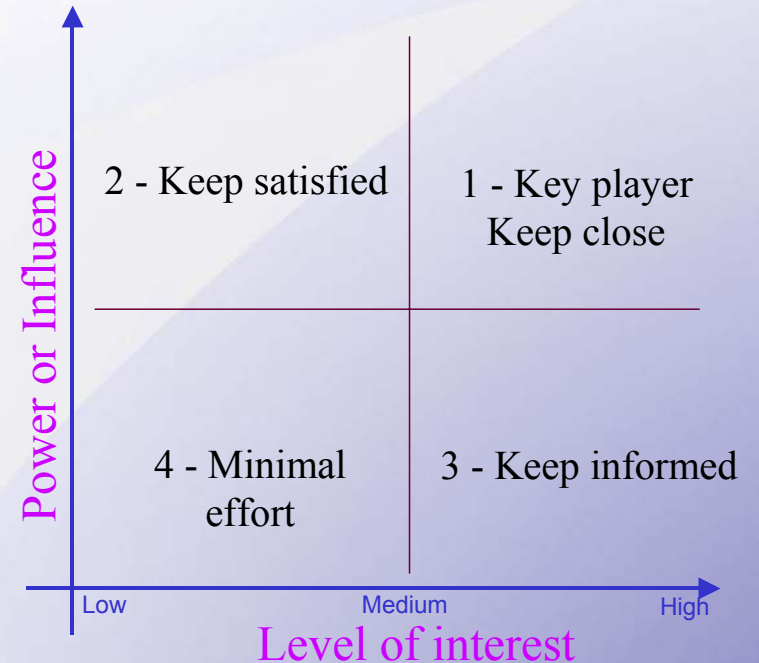 Power or Influence
2 - Keep satisfied
1 - Key player
Keep close
4 - Minimal
effort
3 - Keep informed
Low
Medium
High
Level of interest